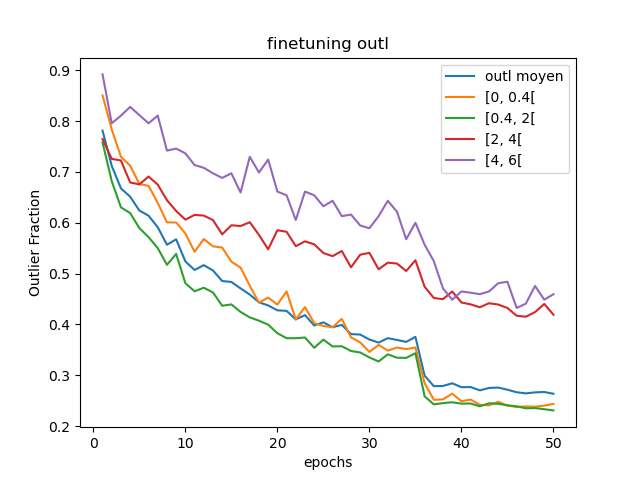 finetuning outl
outl moyen
[0, 0.4[
[0.4, 2[
[2, 4[
[4, 6[
Outlier Fraction
0.9
0.8
0.7
0.6
0.5
0.4
0.3
0.2
0 10 20 30 40 50
epochs